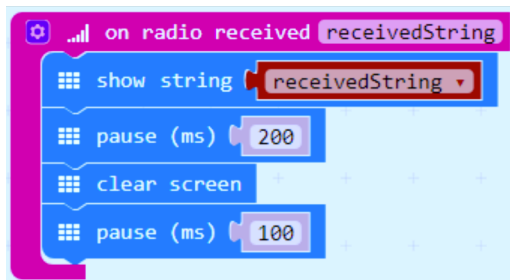 on radio received receivedString
show string receivedString
pause (ms) 200
clear screen
pause (ms) 100